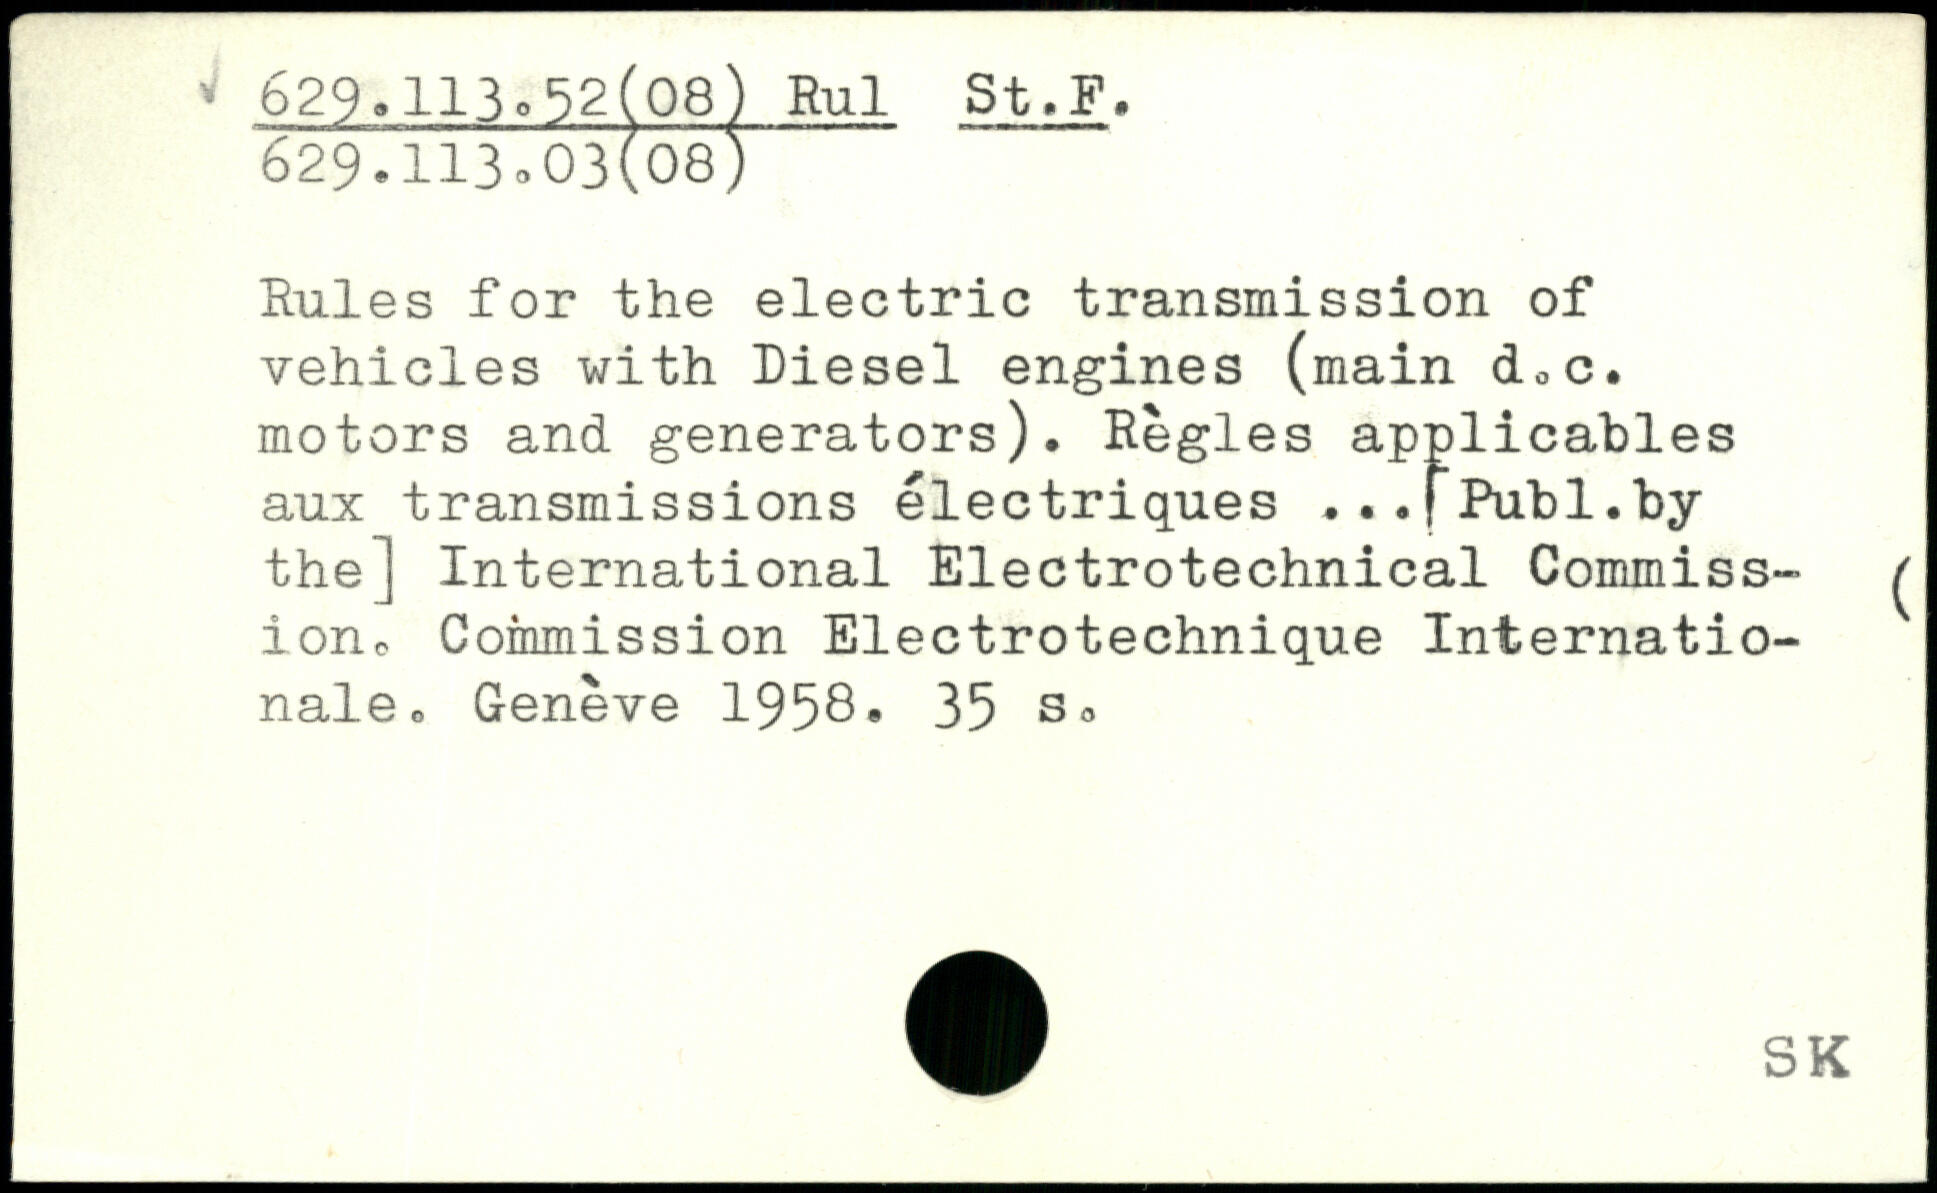 629.113.52(08) Rul St.F.
629.113.03(08)
Rules for the electric transmission of
vehicles with Diesel engines (main d.c.
motors and generators). Règles applicables
aux transmissions électriques ...[Publ.by
the] International Electrotechnical Commiss-
ion. Commission Electrotechnique Internatio-
nale. Genève 1958. 35 s.
SK